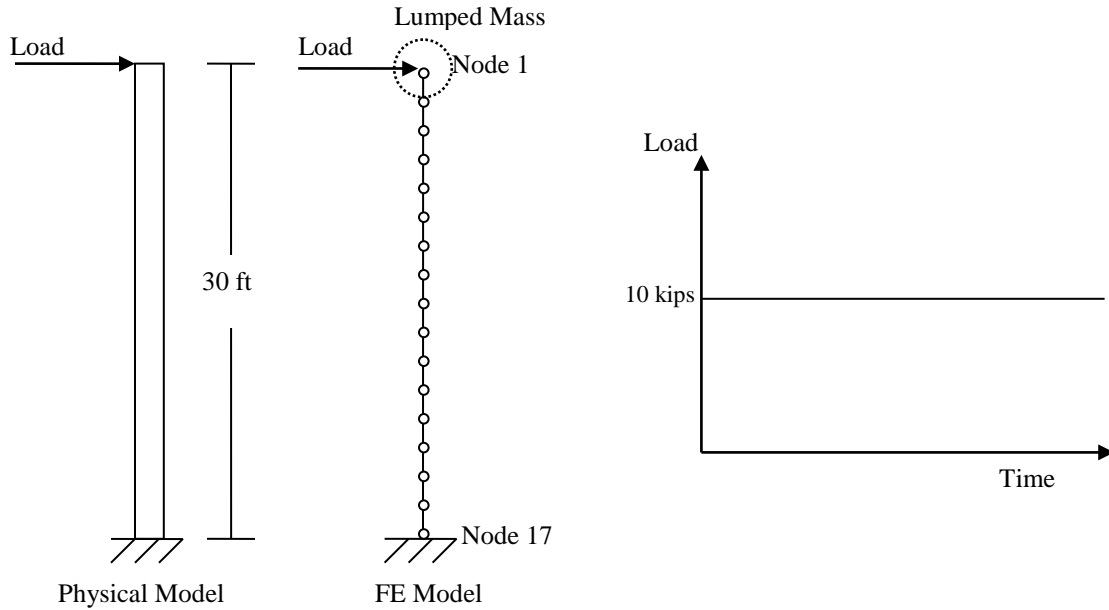 Lumped Mass
Load
Load
Node 1
30 ft
Node 17
Physical Model
FE Model
Load
10 kips
Time